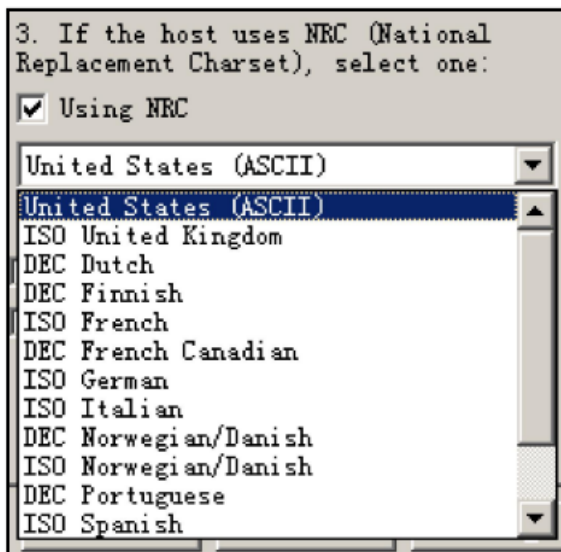 3. If the host uses NRC (National
Replacement Charset), select one:
Using NRC
United States (ASCII)
United States (ASCII)
ISO United Kingdom
DEC Dutch
DEC Finnish
ISO French
DEC French Canadian
ISO German
ISO Italian
DEC Norwegian/Danish
ISO Norwegian/Danish
DEC Portuguese
ISO Spanish